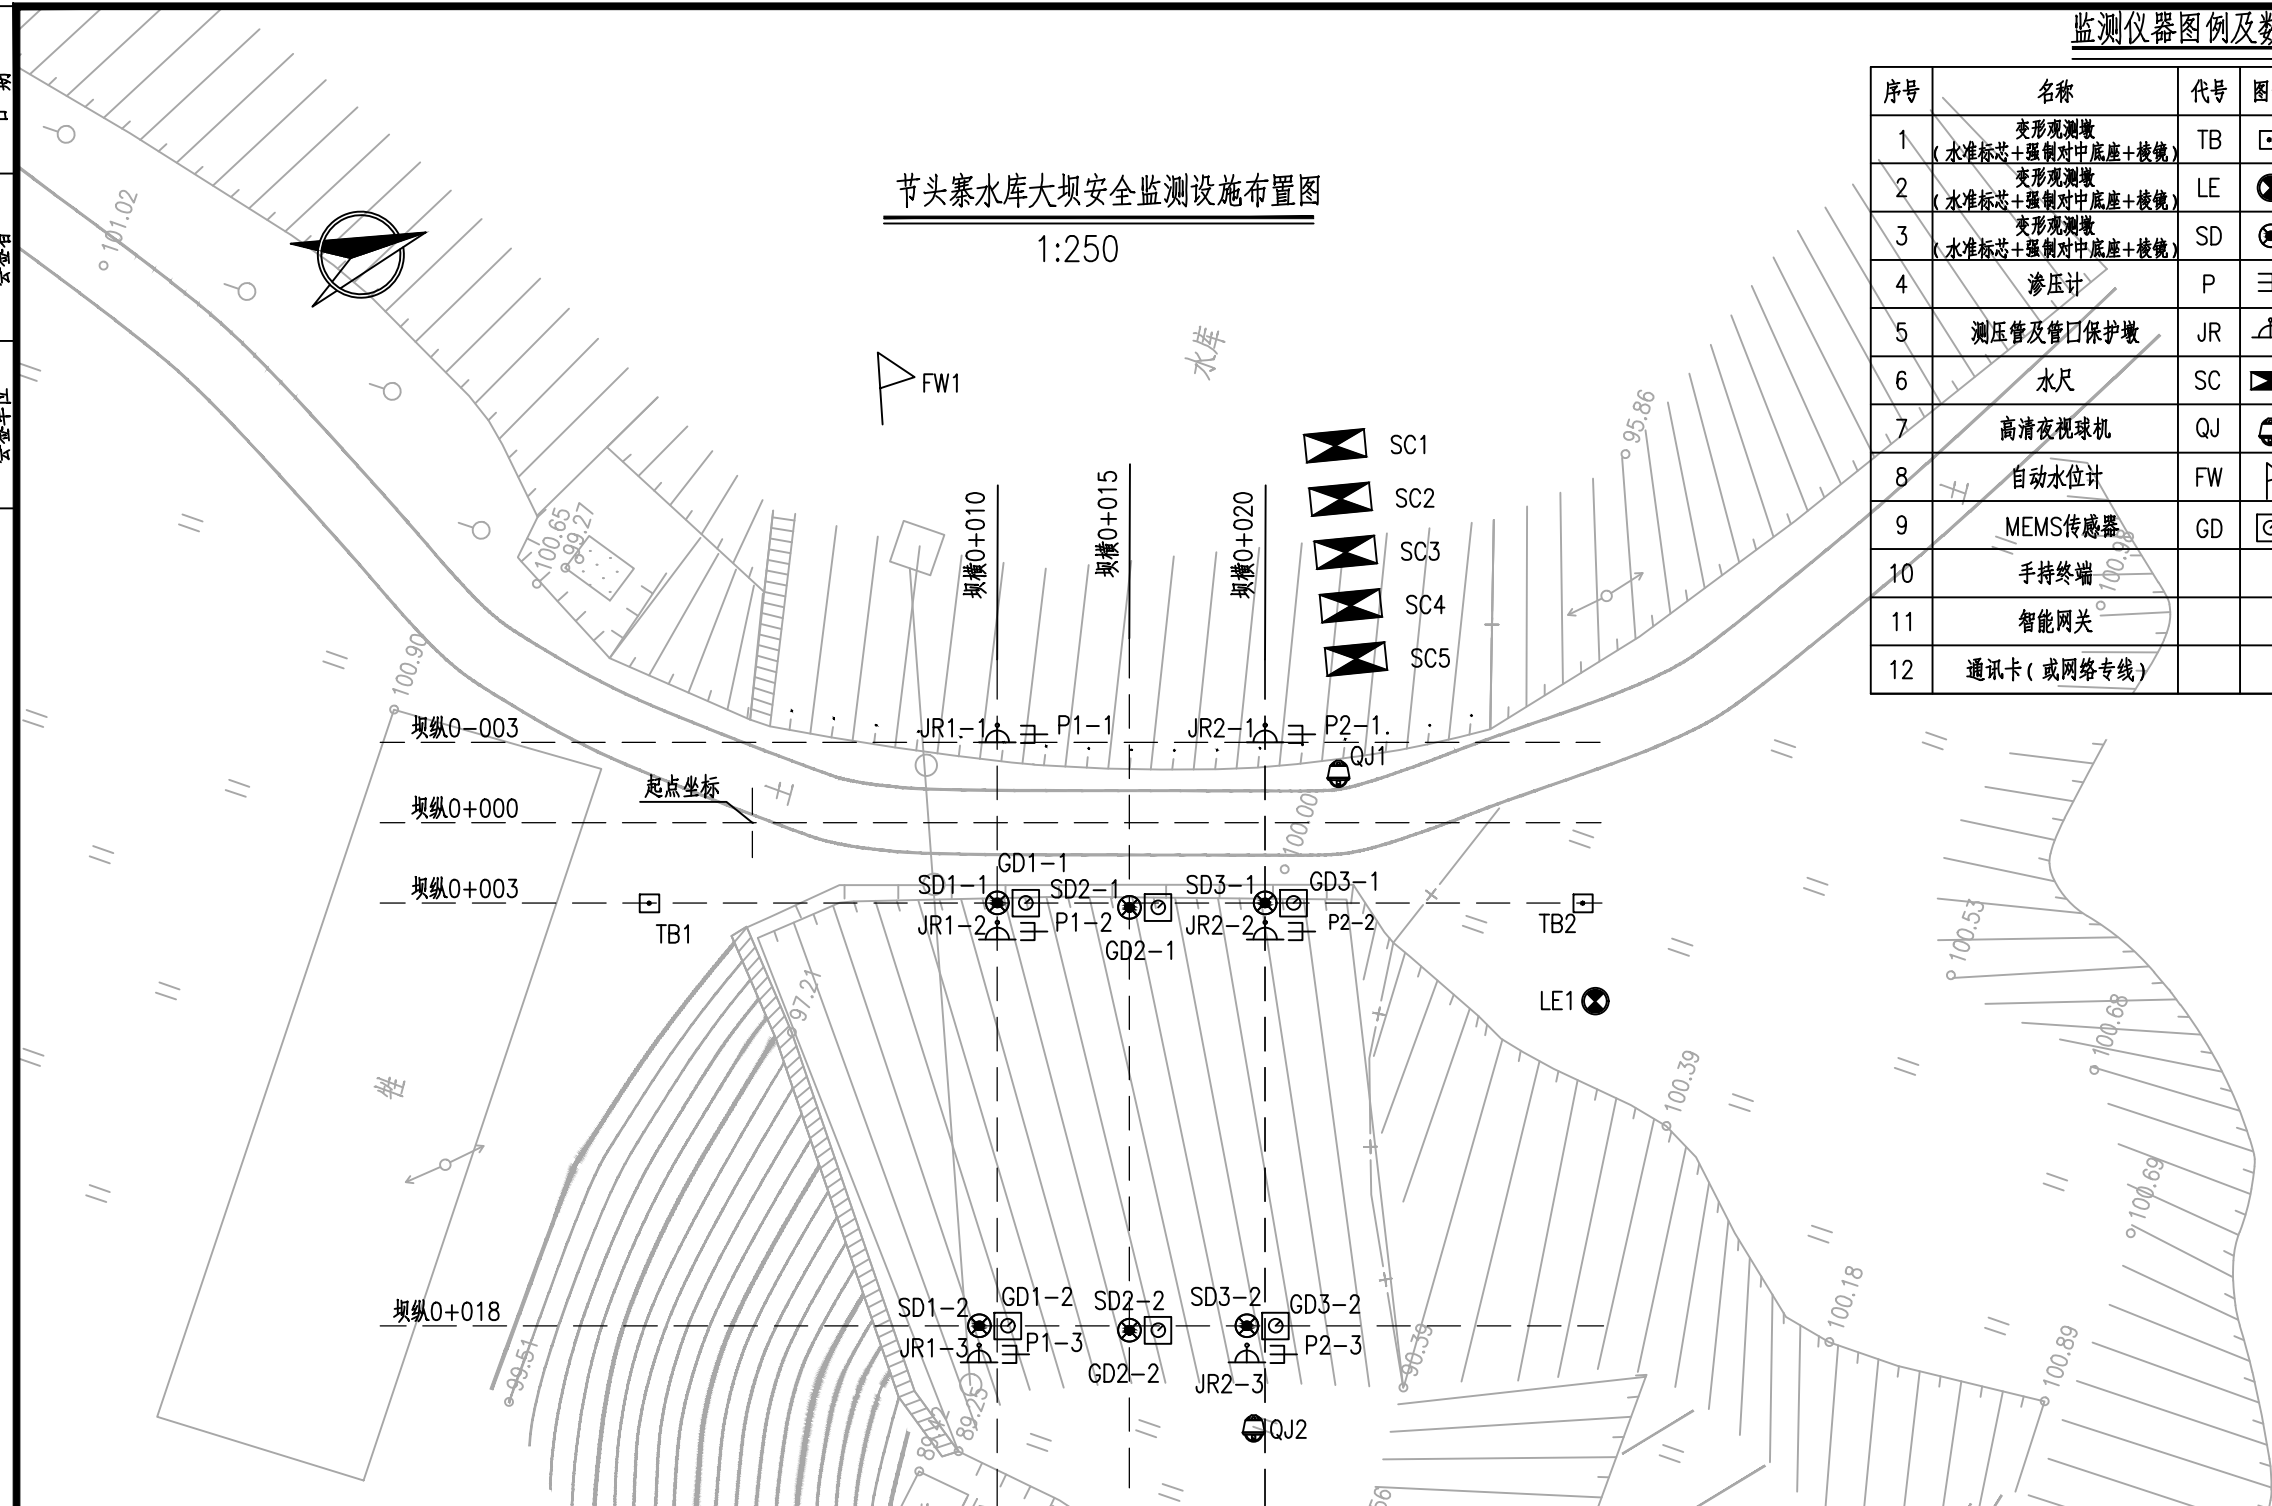 监测仪器图例及数
序号 名称 代号 图
1 变形观测墩
(水准标芯+强制对中底座+棱镜) TB
2 变形观测墩
(水准标芯+强制对中底座+棱镜) LE
3 变形观测墩
(水准标芯+强制对中底座+棱镜) SD
4 渗压计 P
5 测压管及管口保护墩 JR
6 水尺 SC
7 高清夜视球机 QJ
8 自动水位计 FW
9 MEMS传感器 GD
10 手持终端
11 智能网关
12 通讯卡(或网络专线)
节头寨水库大坝安全监测设施布置图
1:250
101.02
水库
FW1
95.86
SC1
SC2
SC3
SC4
SC5
坝横0+010
坝横0+015
坝横0+020
100.65
99.27
100.98
100.90
土
坝纵0-003
JR1-1
P1-1
JR2-1
P2-1
QJ1
起点坐标
土
坝纵0+000
100.00
坝纵0+003
TB1
GD1-1
SD1-1
SD2-1
SD3-1
GD3-1
JR1-2
P1-2
JR2-2
P2-2
GD2-1
TB2
LE1
97.21
100.53
100.68
100.39
牲
100.69
坝纵0+018
SD1-2
GD1-2
SD2-2
SD3-2
GD3-2
JR1-3
P1-3
GD2-2
JR2-3
P2-3
QJ2
99.51
90.39
100.18
100.89
89.25